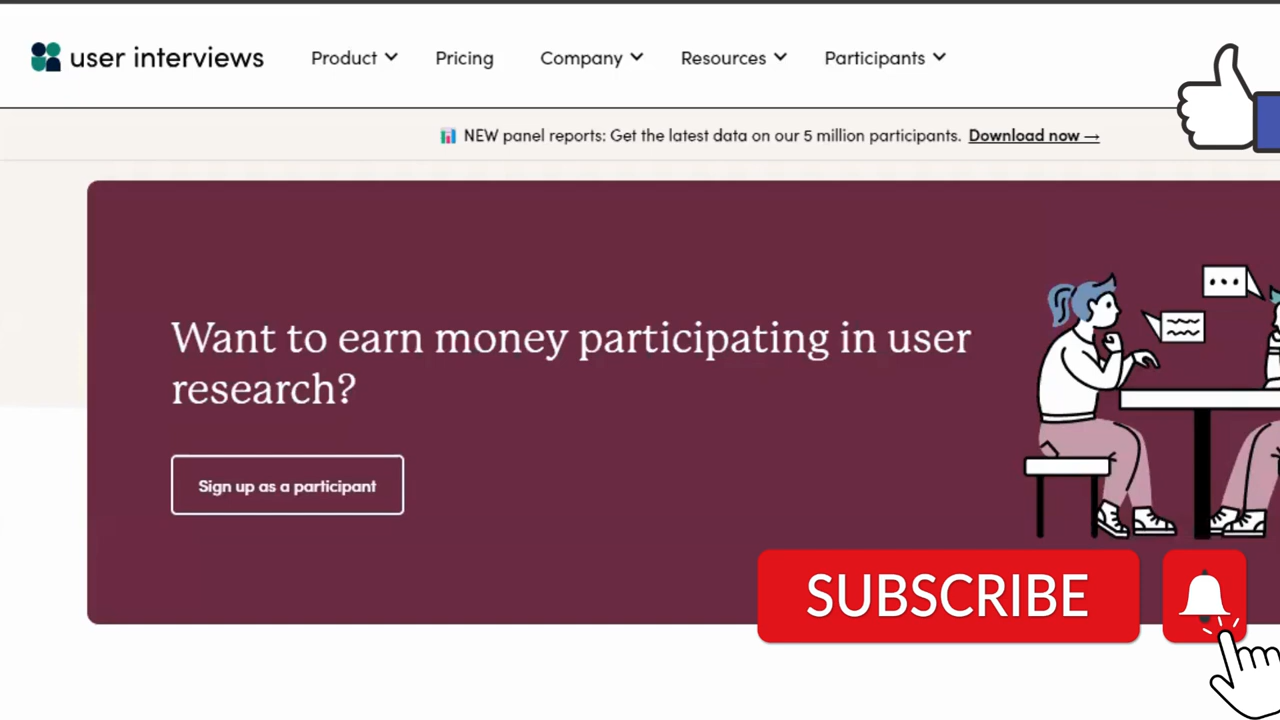 user interviews Product Pricing Company Resources Participants
NEW panel reports: Get the latest data on our 5 million participants. Download now →
Want to earn money participating in user
research?
Sign up as a participant
SUBSCRIBE